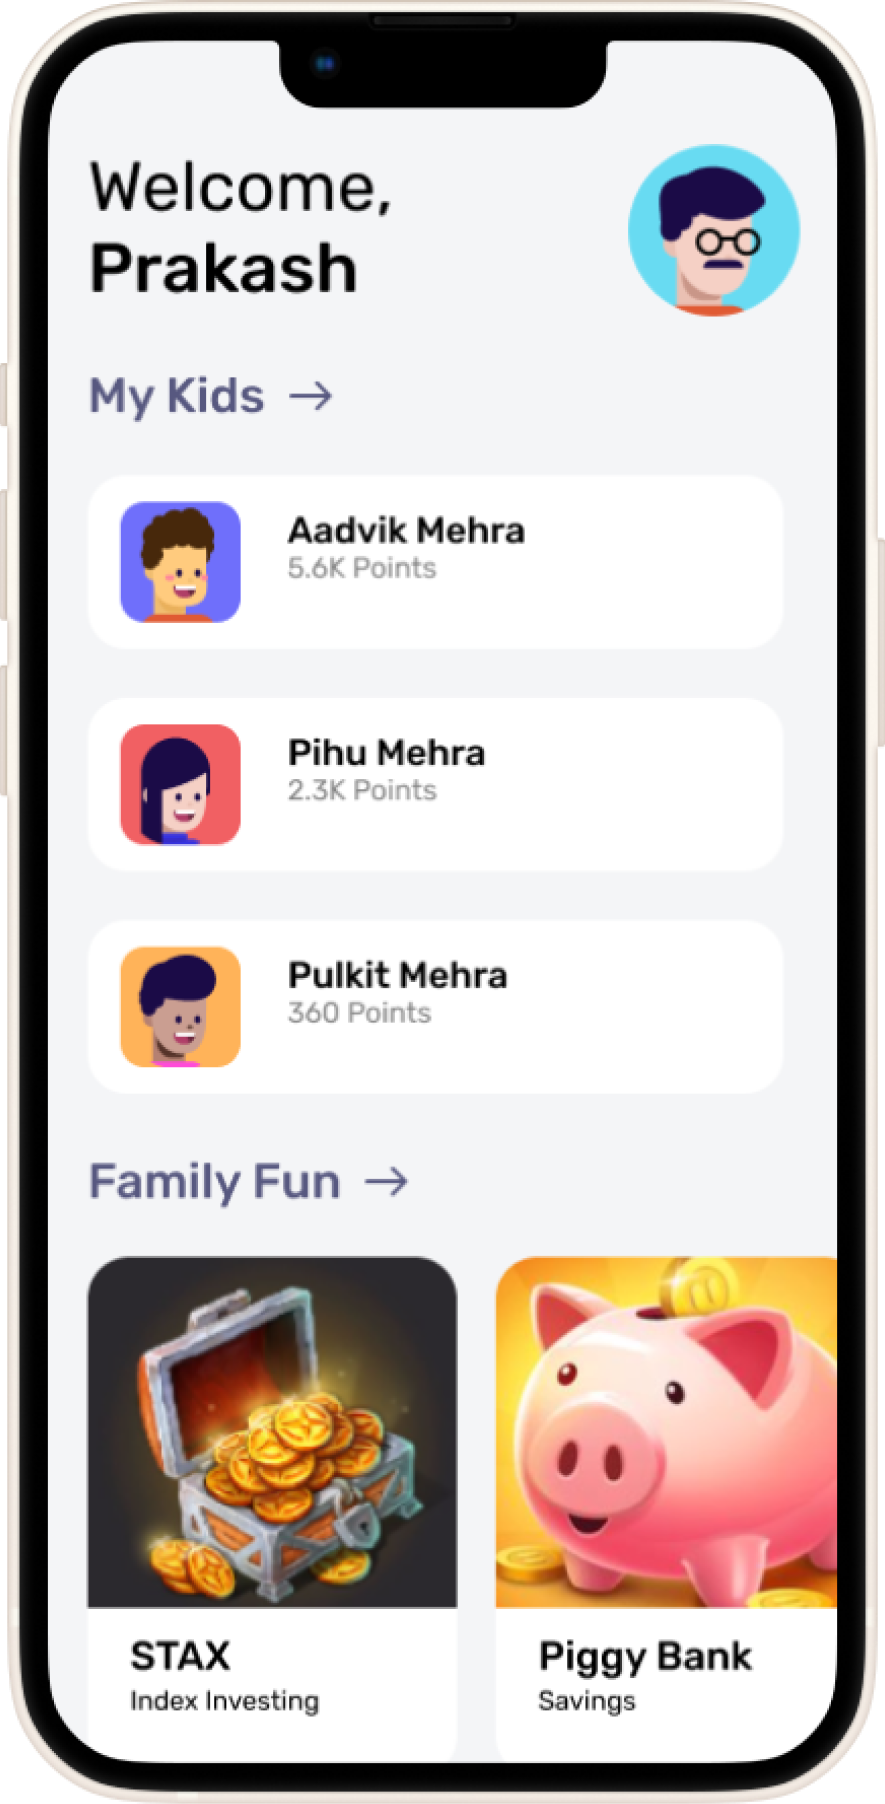 Welcome,
Prakash
My Kids →
Aadvik Mehra
5.6K Points
Pihu Mehra
2.3K Points
Pulkit Mehra
360 Points
Family Fun →
STAX
Index Investing
Piggy Bank
Savings